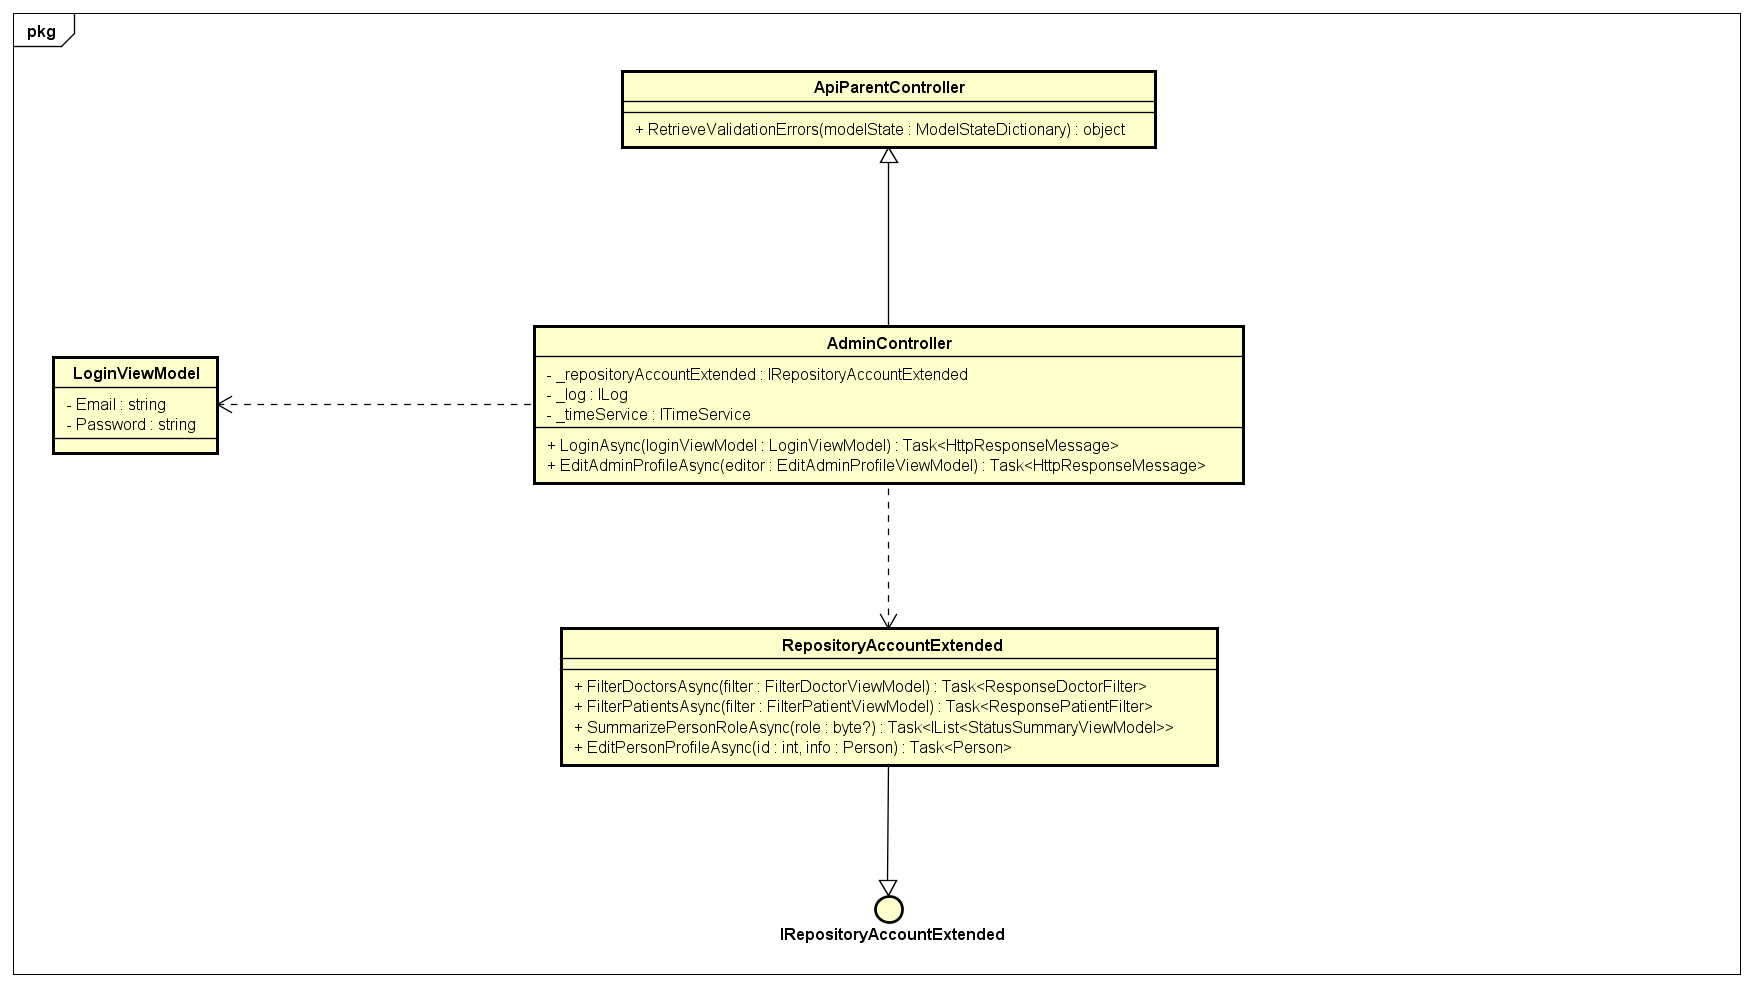 pkg
ApiParentController
+ RetrieveValidationErrors(modelState : ModelStateDictionary) : object
AdminController
- _repositoryAccountExtended : IRepositoryAccountExtended
- _log : ILog
- _timeService : ITimeService
+ LoginAsync(loginViewModel : LoginViewModel) : Task<HttpResponseMessage>
+ EditAdminProfileAsync(editor : EditAdminProfileViewModel) : Task<HttpResponseMessage>
LoginViewModel
- Email : string
- Password : string
RepositoryAccountExtended
+ FilterDoctorsAsync(filter : FilterDoctorViewModel) : Task<ResponseDoctorFilter>
+ FilterPatientsAsync(filter : FilterPatientViewModel) : Task<ResponsePatientFilter>
+ SummarizePersonRoleAsync(role : byte?) : Task<IList<StatusSummaryViewModel>>
+ EditPersonProfileAsync(id : int, info : Person) : Task<Person>
IRepositoryAccountExtended